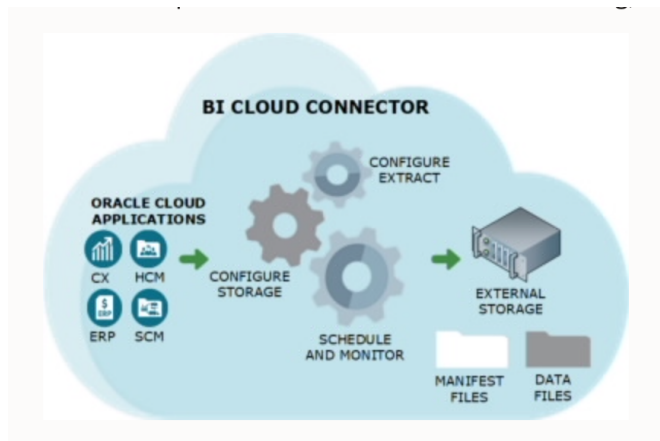 BI CLOUD CONNECTOR
CONFIGURE
EXTRACT
ORACLE CLOUD
APPLICATIONS
CX
HCM
$
ERP
ERP
SCM
CONFIGURE
STORAGE
SCHEDULE
AND MONITOR
EXTERNAL
STORAGE
MANIFEST
FILES
DATA
FILES